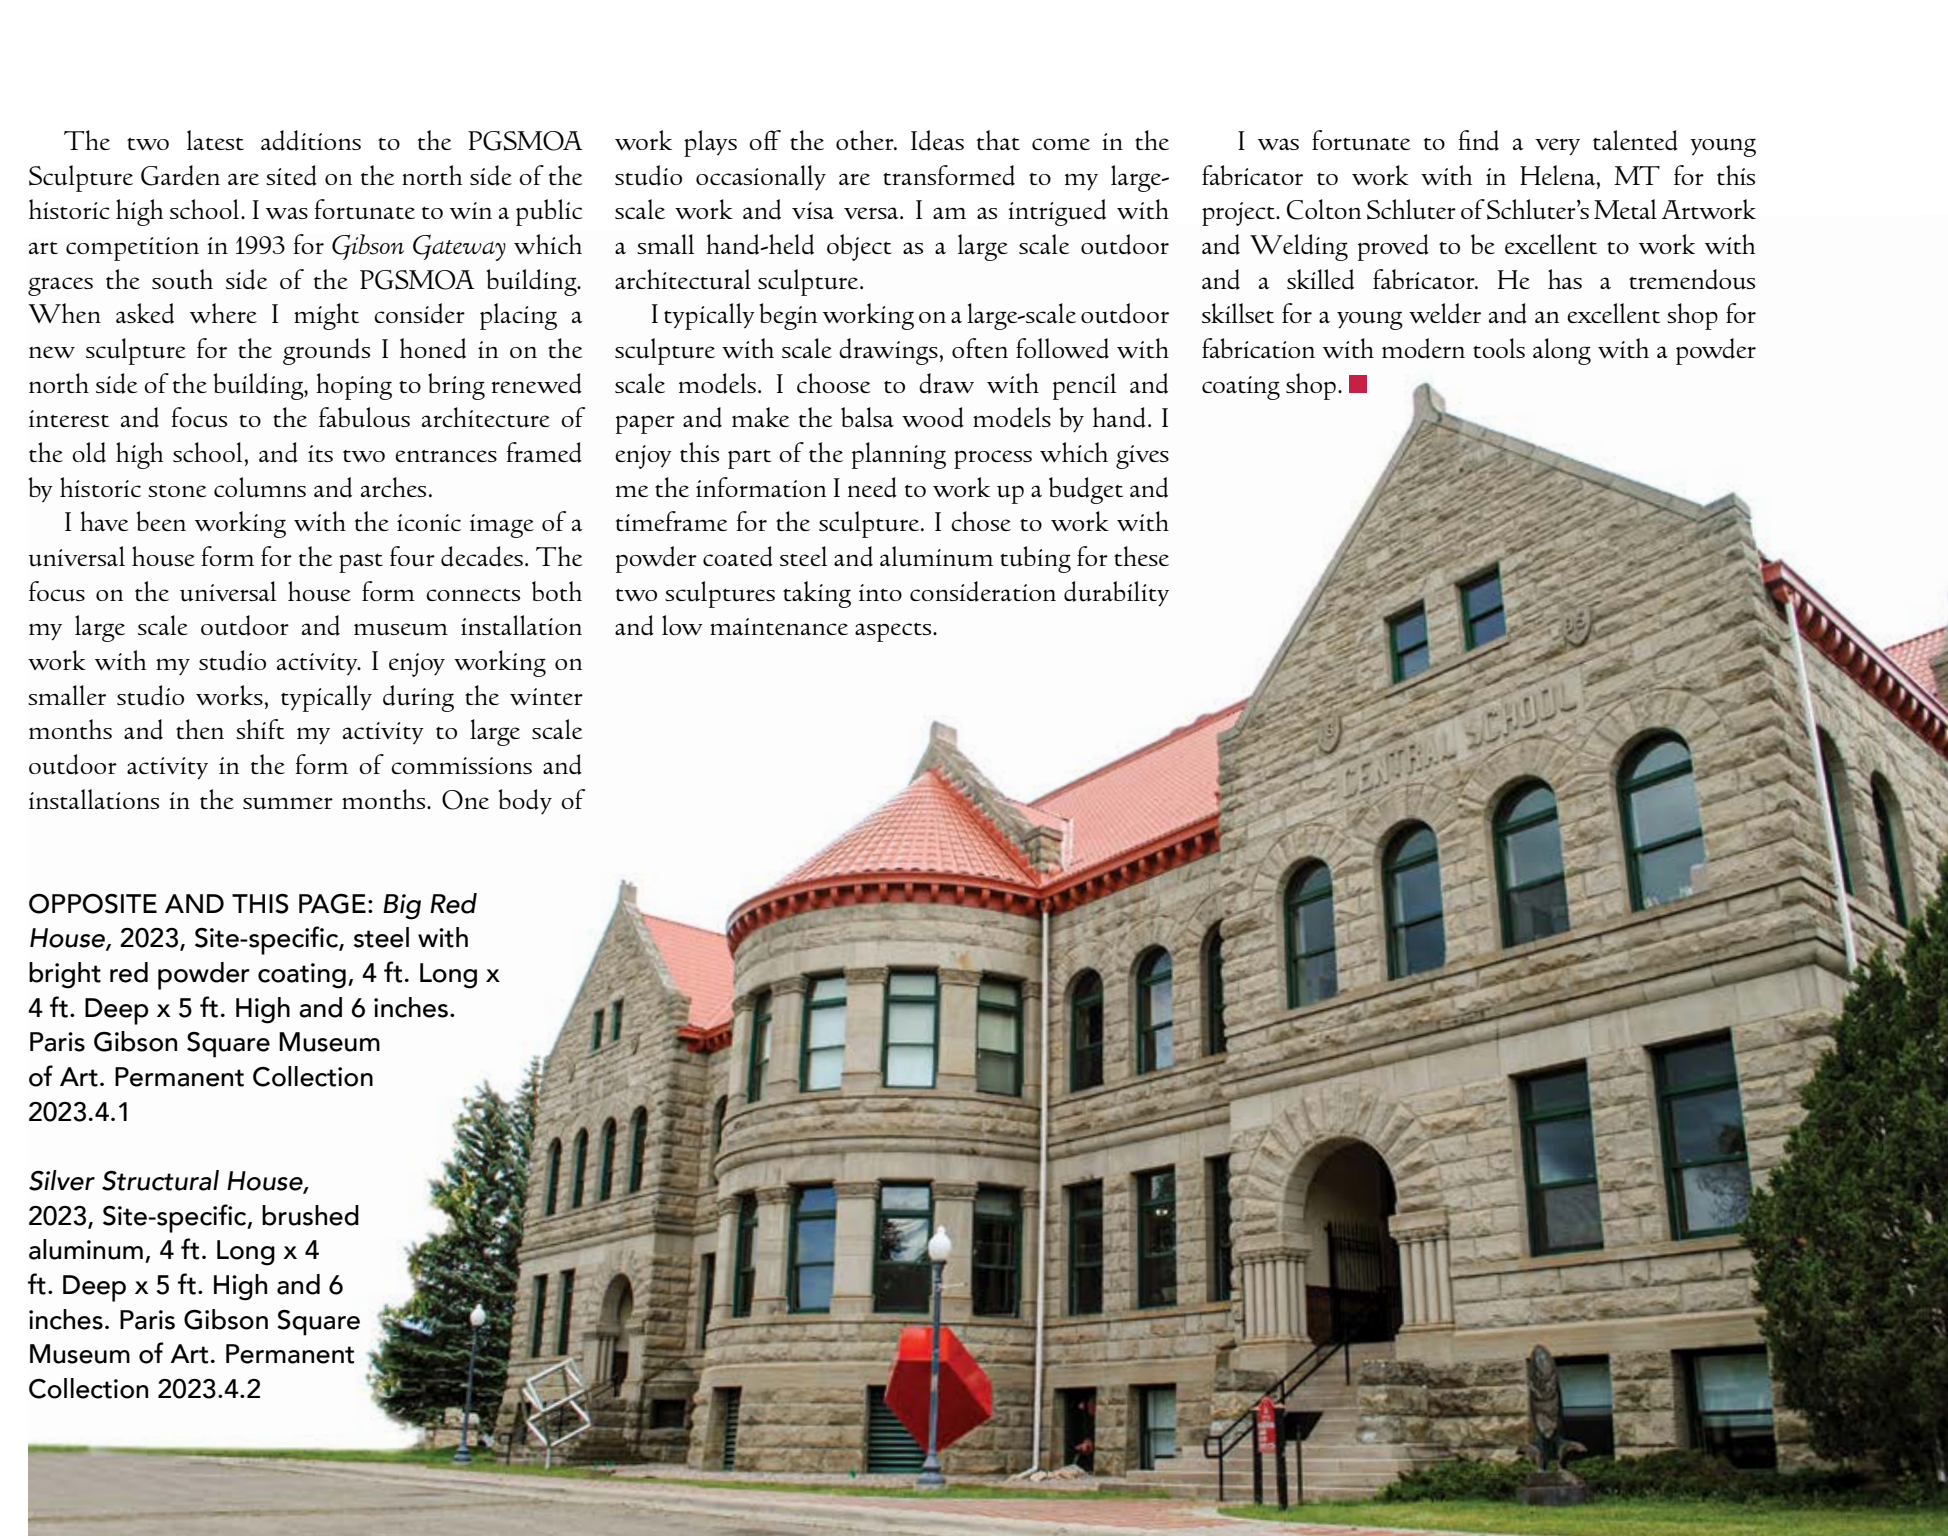 The two latest additions to the PGSMOA
Sculpture Garden are sited on the north side of the
historic high school. I was fortunate to win a public
art competition in 1993 for Gibson Gateway which
graces the south side of the PGSMOA building.
When asked where I might consider placing a
new sculpture for the grounds I honed in on the
north side of the building, hoping to bring renewed
interest and focus to the fabulous architecture of
the old high school, and its two entrances framed
by historic stone columns and arches.
I have been working with the iconic image of a
universal house form for the past four decades. The
focus on the universal house form connects both
my large scale outdoor and museum installation
work with my studio activity. I enjoy working on
smaller studio works, typically during the winter
months and then shift my activity to large scale
outdoor activity in the form of commissions and
installations in the summer months. One body of
work plays off the other. Ideas that come in the
studio occasionally are transformed to my large-
scale work and visa versa. I am as intrigued with
a small hand-held object as a large scale outdoor
architectural sculpture.
I typically begin working on a large-scale outdoor
sculpture with scale drawings, often followed with
scale models. I choose to draw with pencil and
paper and make the balsa wood models by hand. I
enjoy this part of the planning process which gives
me the information I need to work up a budget and
timeframe for the sculpture. I chose to work with
powder coated steel and aluminum tubing for these
two sculptures taking into consideration durability
and low maintenance aspects.
I was fortunate to find a very talented young
fabricator to work with in Helena, MT for this
project. Colton Schluter of Schluter's Metal Artwork
and Welding proved to be excellent to work with
and a skilled fabricator. He has a tremendous
skillset for a young welder and an excellent shop for
fabrication with modern tools along with a powder
coating shop.
OPPOSITE AND THIS PAGE: Big Red
House, 2023, Site-specific, steel with
bright red powder coating, 4 ft. Long x
4 ft. Deep x 5 ft. High and 6 inches.
Paris Gibson Square Museum
of Art. Permanent Collection
2023.4.1
Silver Structural House,
2023, Site-specific, brushed
aluminum, 4 ft. Long x 4
ft. Deep x 5 ft. High and 6
inches. Paris Gibson Square
Museum of Art. Permanent
Collection 2023.4.2
CENTRAL SCHOOL